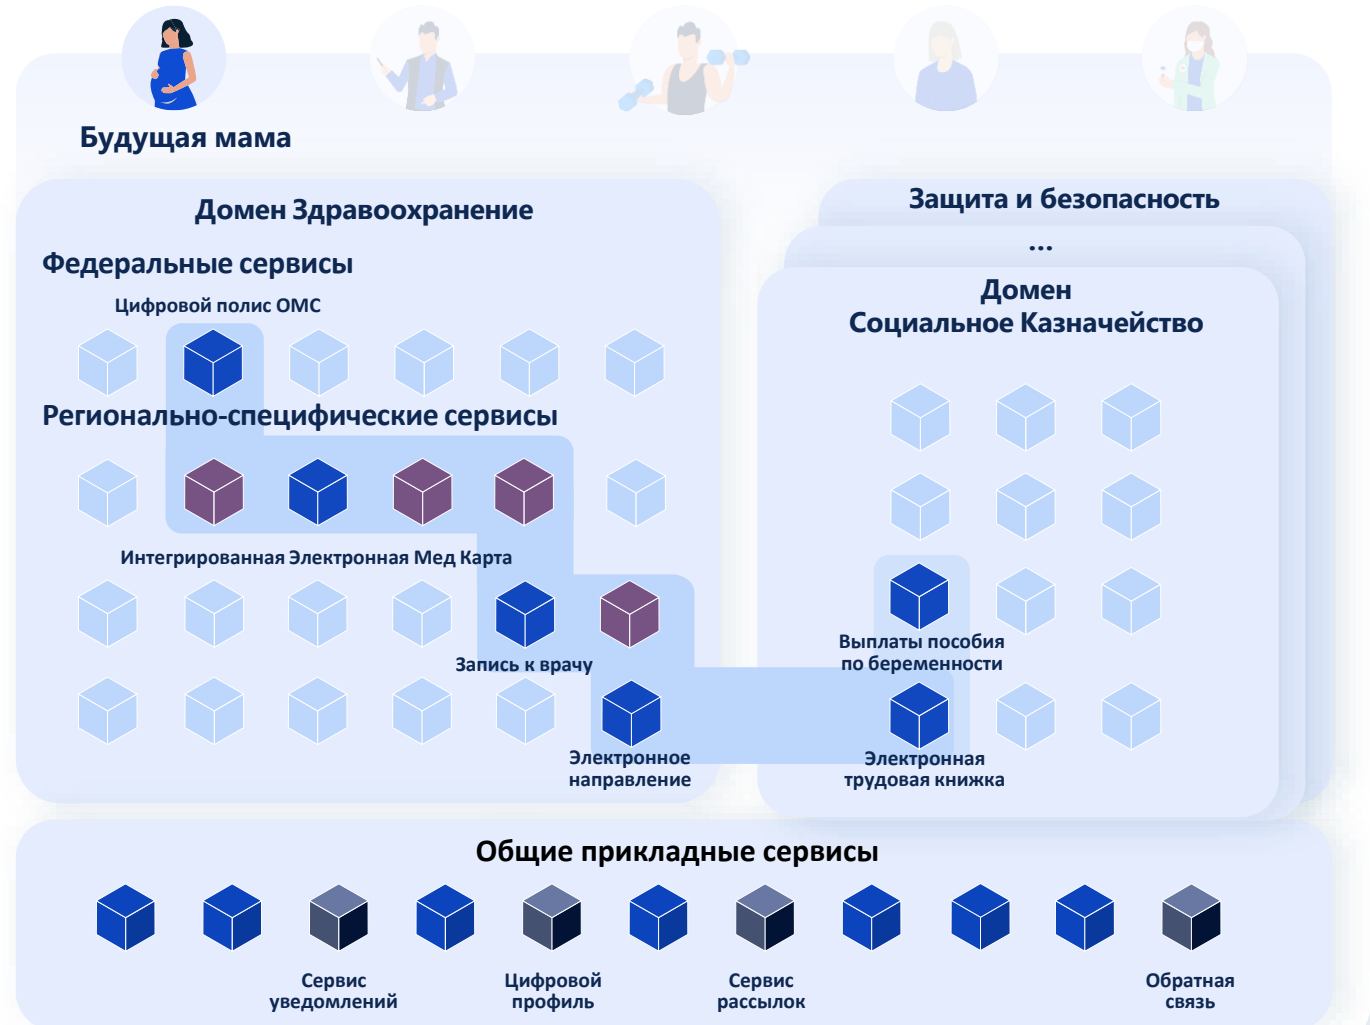 Будущая мама
Домен Здравоохранение
Федеральные сервисы
Цифровой полис ОМС
Регионально-специфические сервисы
Интегрированная Электронная Мед Карта
Запись к врачу
Электронное
направление
Защита и безопасность
...
Домен
Социальное Казначейство
Выплаты пособия
по беременности
Электронная
трудовая книжка
Общие прикладные сервисы
Сервис
уведомлений
Цифровой
профиль
Сервис
рассылок
Обратная
связь